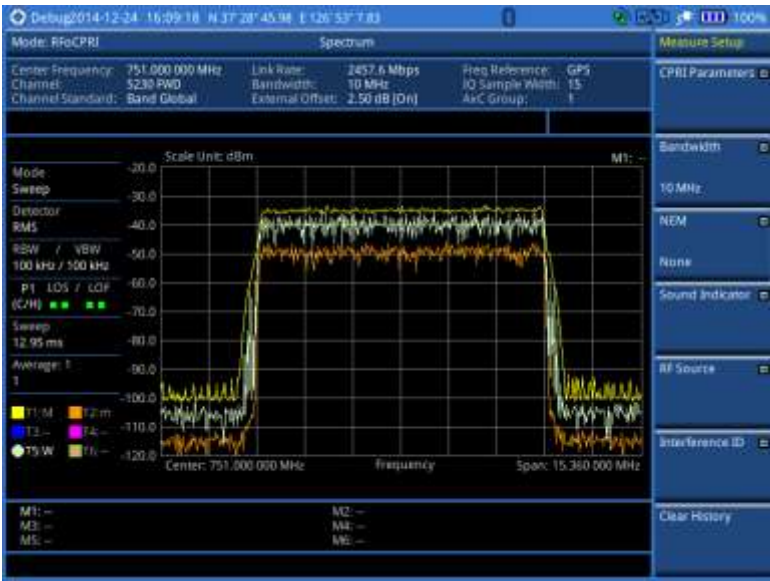 Debug2014-12-24 16:09:18 N 37° 28' 45.98 E 126° 53' 7.83 100%
Mode: RFoCPRI Spectrum Measure Setup
Center Frequency: 751.000 000 MHz Link Rate: 2457.6 Mbps Freq Reference: GPS
Channel: 5230 FWD Bandwidth: 10 MHz IQ Sample Width: 15
Channel Standard: Band Global External Offset: 2.50 dB [On] AxC Group: 1
CPRI Parameters
Bandwidth
10 MHz
NEM
None
Sound Indicator
RF Source
Interference ID
Clear History
Scale Unit: dBm M1: --
Mode
Sweep
Detector
RMS
RBW / VBW
100 kHz / 100 kHz
P1 LOS / LOF
(C/H)
Sweep
12.95 ms
Average: 1
1
T1:M T2:m
T3:-- T4:--
T5:W T6:--
-20.0
-30.0
-40.0
-50.0
-60.0
-70.0
-80.0
-90.0
-100.0
-110.0
-120.0
Center: 751.000 000 MHz Frequency Span: 15.360 000 MHz
M1: -- M2: --
M3: -- M4: --
M5: -- M6: --